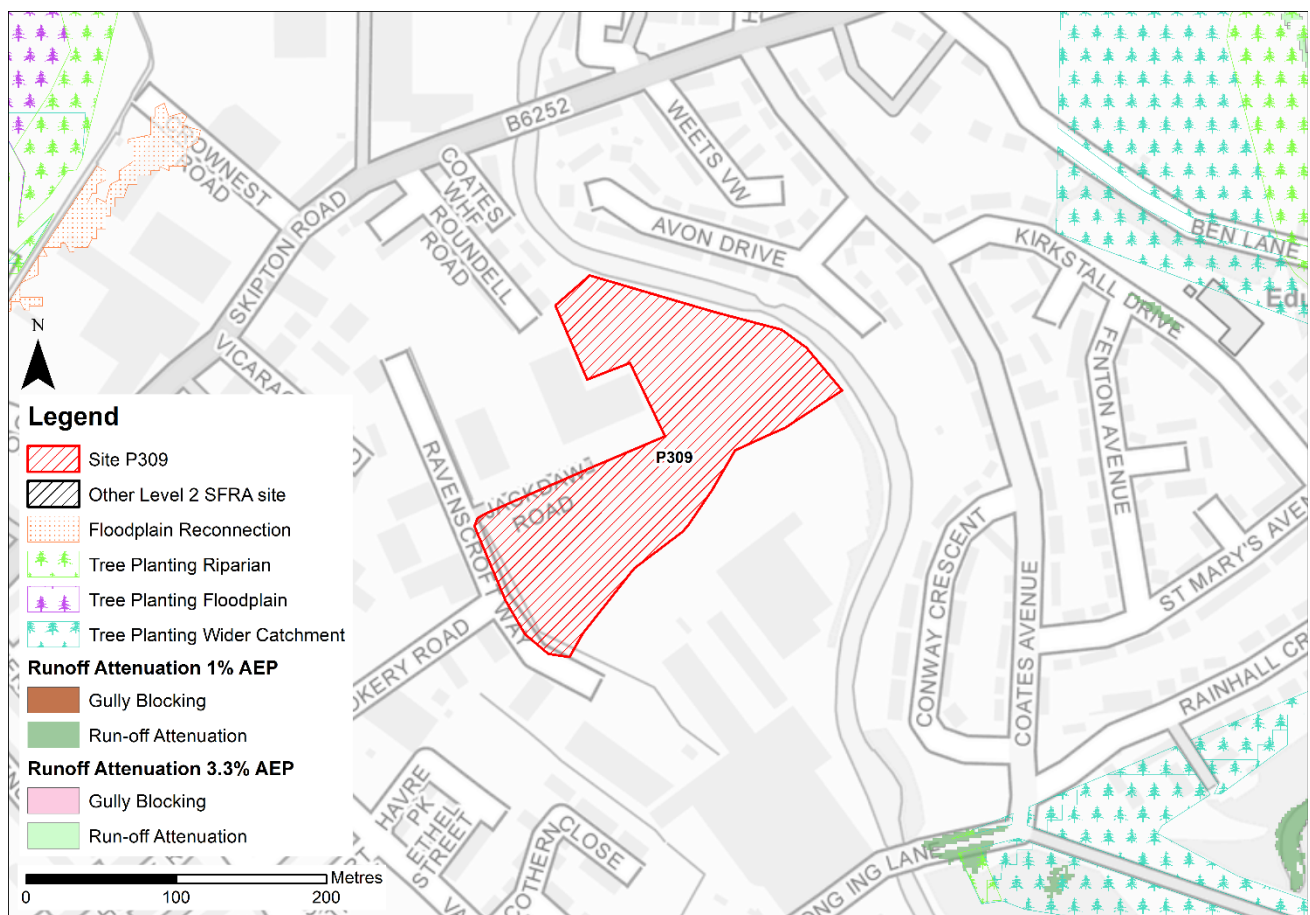 B6252
COATES
WHF
ROUNDELL
ROAD
WEETS VW
AVON DRIVE
OWNEST
ROAD
SKIPTON ROAD
KIRKSTALL DRIVE
BEN LANE
Edu
FENTON AVENUE
N
VICARAG
Legend
Site P309
Other Level 2 SFRA site
Floodplain Reconnection
Tree Planting Riparian
Tree Planting Floodplain
Tree Planting Wider Catchment
Runoff Attenuation 1% AEP
Gully Blocking
Run-off Attenuation
Runoff Attenuation 3.3% AEP
Gully Blocking
Run-off Attenuation
0 100 200 Metres
P309
JACKDAW
ROAD
RAVENSCROFT WAY
OKERY ROAD
CONWAY CRESCENT
COATES AVENUE
ST MARY'S AVEN
RAINHALL CR
HAVRE
PK
ETHEL
STREET
COTHERN
CLOSE
ONG ING LANE